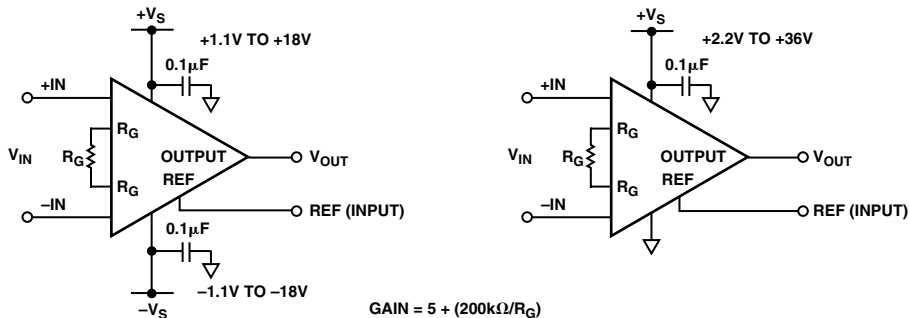 +VS
+1.1V TO +18V
0.1µF
+IN
RG
VIN
RG
OUTPUT
VOUT
REF
RG
–IN
REF (INPUT)
0.1µF
–1.1V TO –18V
–VS
+VS
+2.2V TO +36V
0.1µF
+IN
RG
VIN
RG
OUTPUT
VOUT
REF
RG
–IN
REF (INPUT)
GAIN = 5 + (200kΩ/RG)